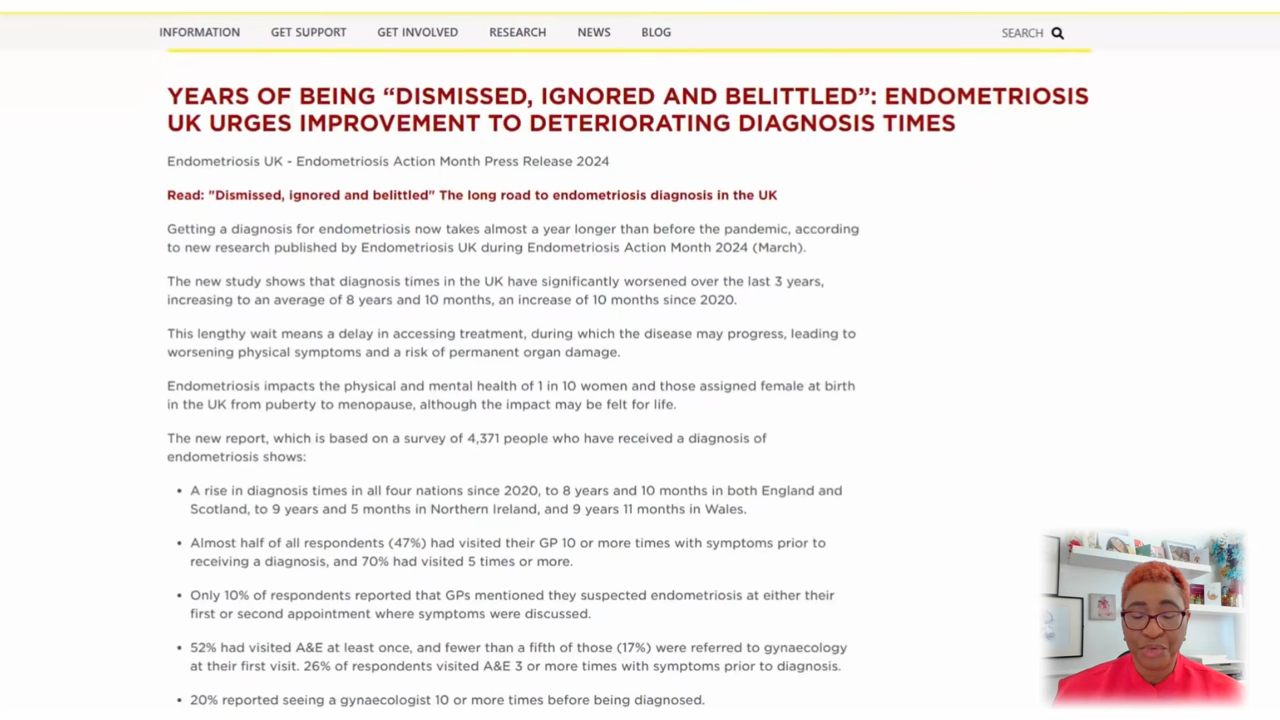 INFORMATION GET SUPPORT GET INVOLVED RESEARCH NEWS BLOG SEARCH
YEARS OF BEING “DISMISSED, IGNORED AND BELITTLED”: ENDOMETRIOSIS
UK URGES IMPROVEMENT TO DETERIORATING DIAGNOSIS TIMES
Endometriosis UK - Endometriosis Action Month Press Release 2024
Read: "Dismissed, ignored and belittled" The long road to endometriosis diagnosis in the UK
Getting a diagnosis for endometriosis now takes almost a year longer than before the pandemic, according
to new research published by Endometriosis UK during Endometriosis Action Month 2024 (March).
The new study shows that diagnosis times in the UK have significantly worsened over the last 3 years,
increasing to an average of 8 years and 10 months, an increase of 10 months since 2020.
This lengthy wait means a delay in accessing treatment, during which the disease may progress, leading to
worsening physical symptoms and a risk of permanent organ damage.
Endometriosis impacts the physical and mental health of 1 in 10 women and those assigned female at birth
in the UK from puberty to menopause, although the impact may be felt for life.
The new report, which is based on a survey of 4,371 people who have received a diagnosis of
endometriosis shows:
• A rise in diagnosis times in all four nations since 2020, to 8 years and 10 months in both England and
Scotland, to 9 years and 5 months in Northern Ireland, and 9 years 11 months in Wales.
• Almost half of all respondents (47%) had visited their GP 10 or more times with symptoms prior to
receiving a diagnosis, and 70% had visited 5 times or more.
• Only 10% of respondents reported that GPs mentioned they suspected endometriosis at either their
first or second appointment where symptoms were discussed.
• 52% had visited A&E at least once, and fewer than a fifth of those (17%) were referred to gynaecology
at their first visit. 26% of respondents visited A&E 3 or more times with symptoms prior to diagnosis.
• 20% reported seeing a gynaecologist 10 or more times before being diagnosed.